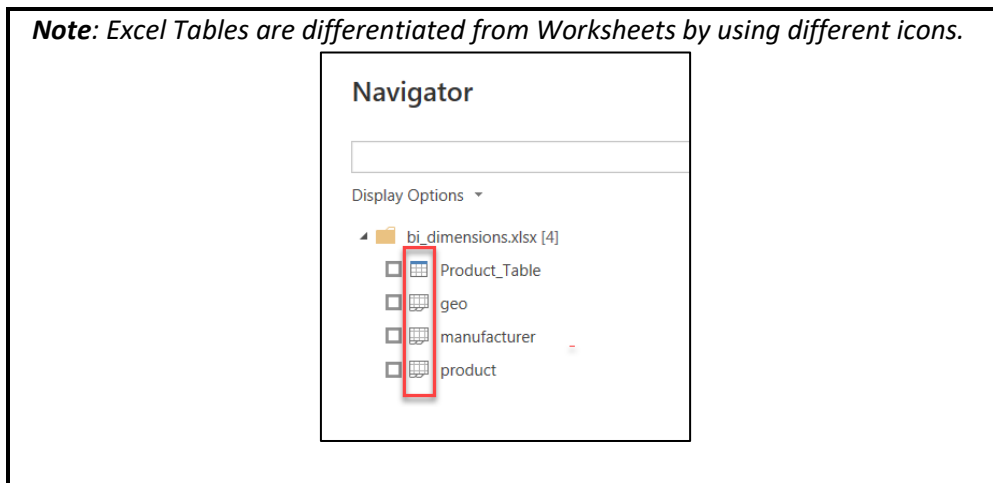 Note: Excel Tables are differentiated from Worksheets by using different icons.
Navigator
Display Options
bi_dimensions.xlsx [4]
Product_Table
geo
manufacturer
product